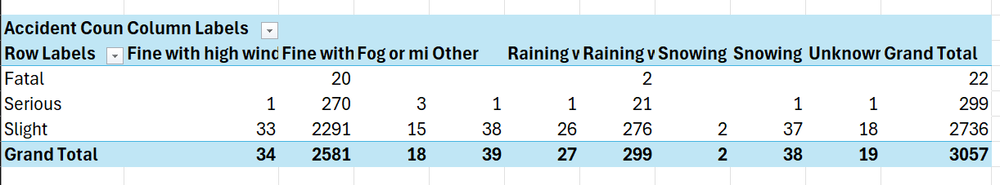 Accident Coun Column Labels
Row Labels Fine with high wind Fine with Fog or mi Other Raining v Raining v Snowing Snowing Unknowr Grand Total
Fatal 20 2 22
Serious 1 270 3 1 1 21 1 1 299
Slight 33 2291 15 38 26 276 2 37 18 2736
Grand Total 34 2581 18 39 27 299 2 38 19 3057